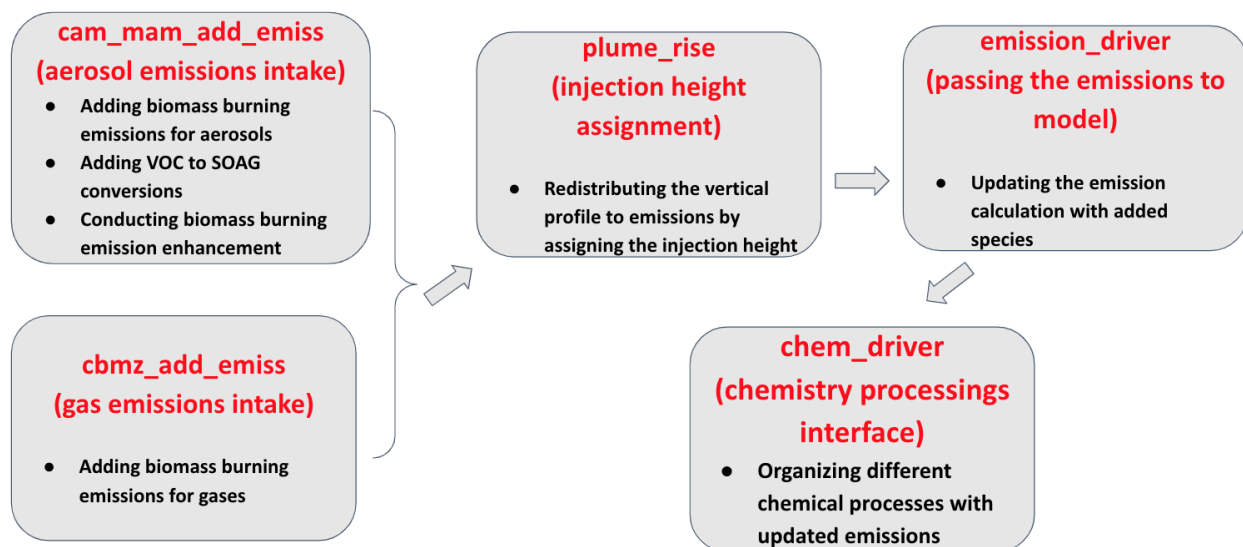 cam_mam_add_emiss
(aerosol emissions intake)
● Adding biomass burning
emissions for aerosols
● Adding VOC to SOAG
conversions
● Conducting biomass burning
emission enhancement
cbmz_add_emiss
(gas emissions intake)
● Adding biomass burning
emissions for gases
plume_rise
(injection height
assignment)
● Redistributing the vertical
profile to emissions by
assigning the injection height
emission_driver
(passing the emissions to
model)
● Updating the emission
calculation with added
species
chem_driver
(chemistry processings
interface)
● Organizing different
chemical processes with
updated emissions